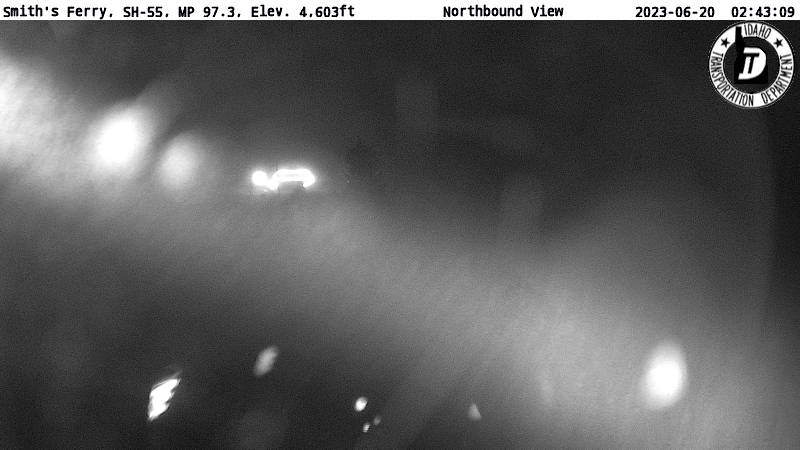 Smith's Ferry, SH-55, MP 97.3, Elev. 4,603ft Northbound View 2023-06-20 02:43:09
IDAHO
TRANSPORTATION DEPARTMENT